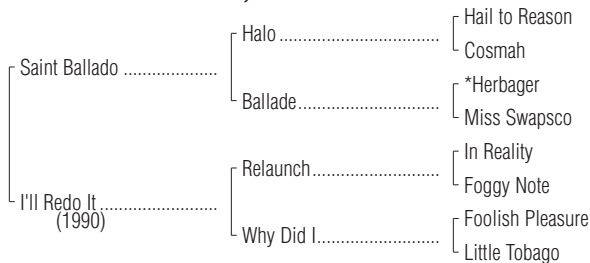 Hail to Reason
Halo ..................................
Cosmah
Saint Ballado ....................
*Herbager
Ballade..............................
Miss Swapsco
In Reality
Relaunch...........................
Foggy Note
I'll Redo It.........................
(1990)
Foolish Pleasure
Why Did I..........................
Little Tobago